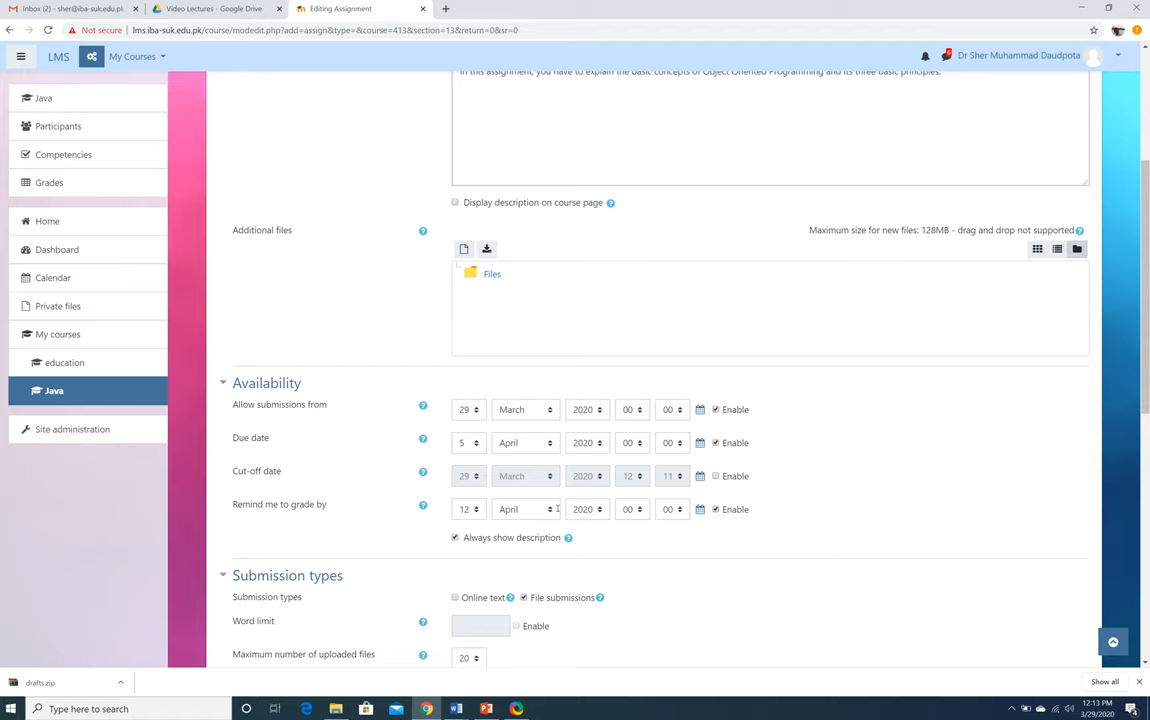 Inbox (2) - sher@iba-suk.edu.pl
Video Lectures - Google Drive
Editing Assignment
Not secure
lms.iba-suk.edu.pk/course/modedit.php?add=assign&type=&course=413&section=13&return=0&sr=0
LMS
My Courses
6
Dr Sher Muhammad Daudpota
Java
Participants
Competencies
Grades
Home
Dashboard
Calendar
Private files
My courses
education
Java
Site administration
In this assignment, you have to explain the basic concepts of Object Oriented Programming and its three basic principles.
Display description on course page
Additional files
Maximum size for new files: 128MB - drag and drop not supported
Files
Availability
Allow submissions from 29 March 2020 00 00 Enable
Due date 5 April 2020 00 00 Enable
Cut-off date 29 March 2020 12 11 Enable
Remind me to grade by 12 April 2020 00 00 Enable
Always show description
Submission types
Submission types Online text File submissions
Word limit Enable
Maximum number of uploaded files 20
drafts.zip
Show all
Type here to search
12:13 PM
3/29/2020
4